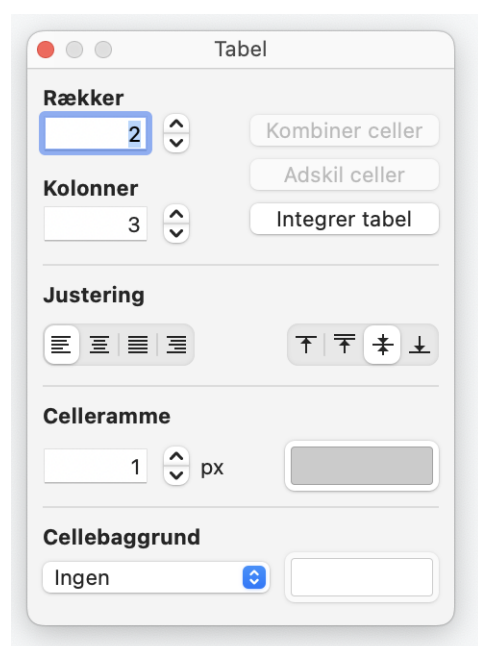 Tabel
Rækker
2
Kombiner celler
Adskil celler
Kolonner
3
Integrer tabel
Justering
Celleramme
1 px
Cellebaggrund
Ingen